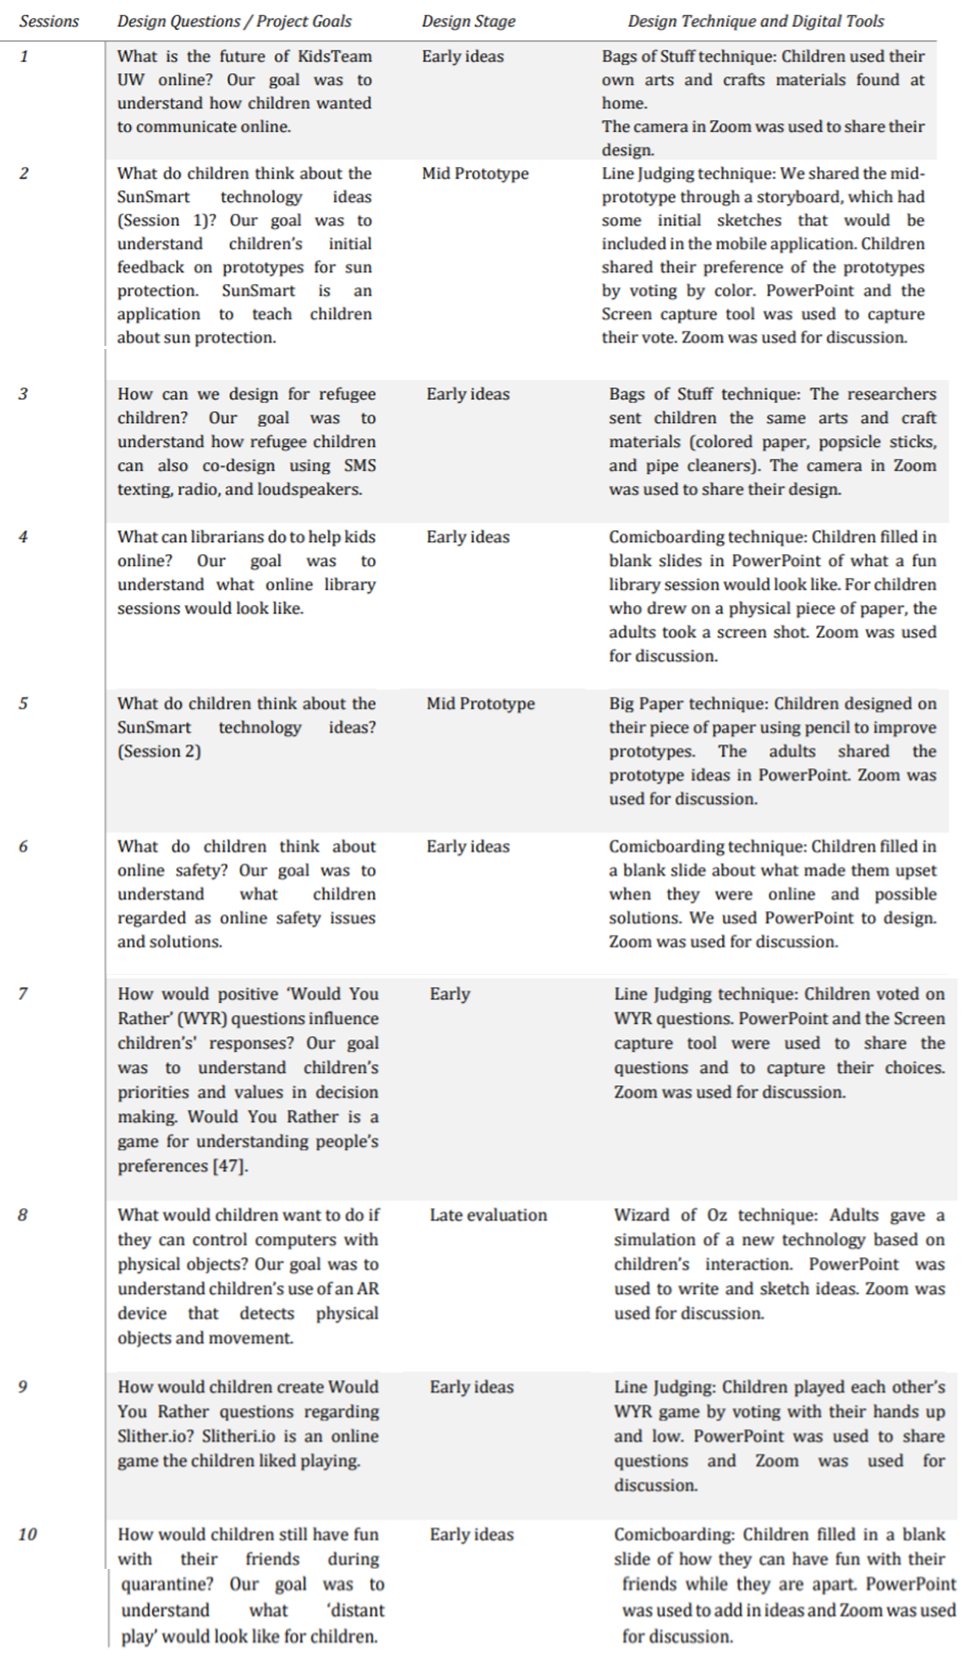 Sessions Design Questions / Project Goals Design Stage Design Technique and Digital Tools
1 What is the future of KidsTeam Early ideas Bags of Stuff technique: Children used their
UW online? Our goal was to own arts and crafts materials found at
understand how children wanted home.
to communicate online. The camera in Zoom was used to share their
design.
2 What do children think about the Mid Prototype Line Judging technique: We shared the mid-
SunSmart technology ideas prototype through a storyboard, which had
(Session 1)? Our goal was to some initial sketches that would be
understand children's initial included in the mobile application. Children
feedback on prototypes for sun shared their preference of the prototypes
protection. SunSmart is an by voting by color. PowerPoint and the
application to teach children Screen capture tool was used to capture
about sun protection. their vote. Zoom was used for discussion.
3 How can we design for refugee Early ideas Bags of Stuff technique: The researchers
children? Our goal was to sent children the same arts and craft
understand how refugee children materials (colored paper, popsicle sticks,
can also co-design using SMS and pipe cleaners). The camera in Zoom
texting, radio, and loudspeakers. was used to share their design.
4 What can librarians do to help kids Early ideas Comicboarding technique: Children filled in
online? Our goal was to blank slides in PowerPoint of what a fun
understand what online library library session would look like. For children
sessions would look like. who drew on a physical piece of paper, the
adults took a screen shot. Zoom was used
for discussion.
5 What do children think about the Mid Prototype Big Paper technique: Children designed on
SunSmart technology ideas? their piece of paper using pencil to improve
(Session 2) prototypes. The adults shared the
prototype ideas in PowerPoint. Zoom was
used for discussion.
6 What do children think about Early ideas Comicboarding technique: Children filled in
online safety? Our goal was to a blank slide about what made them upset
understand what children when they were online and possible
regarded as online safety issues solutions. We used PowerPoint to design.
and solutions. Zoom was used for discussion.
7 How would positive 'Would You Early Line Judging technique: Children voted on
Rather' (WYR) questions influence WYR questions. PowerPoint and the Screen
children's' responses? Our goal capture tool were used to share the
was to understand children's questions and to capture their choices.
priorities and values in decision Zoom was used for discussion.
making. Would You Rather is a
game for understanding people's
preferences [47].
8 What would children want to do if Late evaluation Wizard of Oz technique: Adults gave a
they can control computers with simulation of a new technology based on
physical objects? Our goal was to children's interaction. PowerPoint was
understand children's use of an AR used to write and sketch ideas. Zoom was
device that detects physical used for discussion.
objects and movement.
9 How would children create Would Early ideas Line Judging: Children played each other's
You Rather questions regarding WYR game by voting with their hands up
Slither.io? Slitheri.io is an online and low. PowerPoint was used to share
game the children liked playing. questions and Zoom was used for
discussion.
10 How would children still have fun Early ideas Comicboarding: Children filled in a blank
with their friends during slide of how they can have fun with their
quarantine? Our goal was to friends while they are apart. PowerPoint
understand what 'distant was used to add in ideas and Zoom was used
play' would look like for children. for discussion.